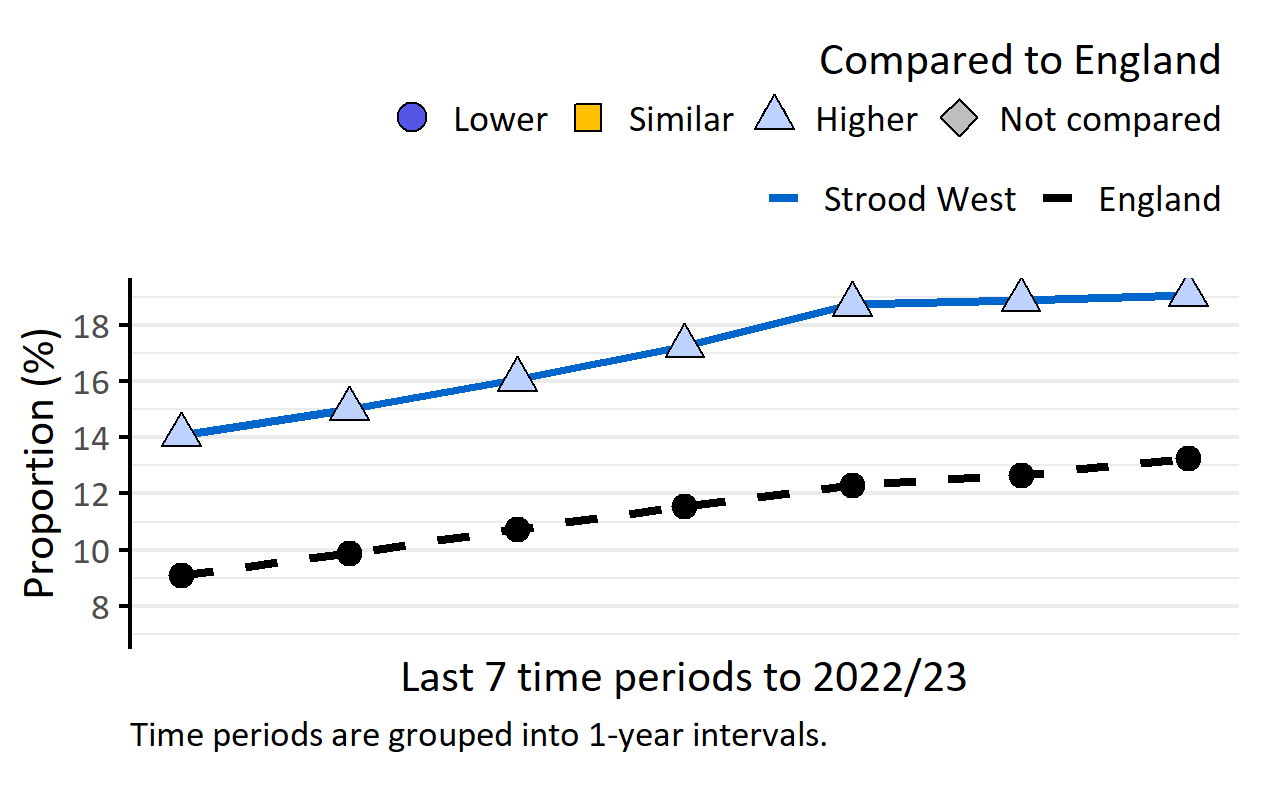 Compared to England
Lower Similar Higher Not compared
Strood West England
Proportion (%)
18
16
14
12
10
8
Last 7 time periods to 2022/23
Time periods are grouped into 1-year intervals.